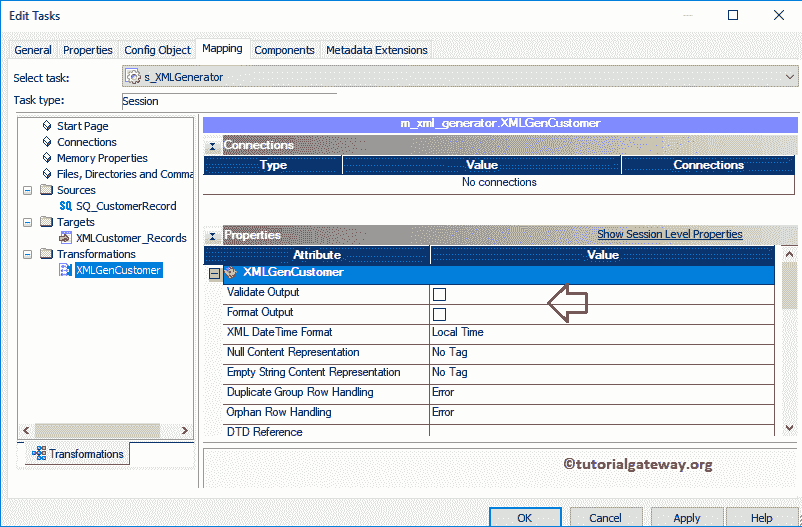 Edit Tasks
General Properties Config Object Mapping Components Metadata Extensions
Select task: s_XMLGenerator
Task type: Session
Start Page
Connections
Memory Properties
Files, Directories and Comma
Sources
SQ_CustomerRecord
Targets
XMLCustomer_Records
Transformations
XMLGenCustomer
Transformations
m_xml_generator.XMLGenCustomer
Connections
Type Value Connections
No connections
Properties Show Session Level Properties
Attribute Value
XMLGenCustomer
Validate Output
Format Output
XML DateTime Format Local Time
Null Content Representation No Tag
Empty String Content Representation No Tag
Duplicate Group Row Handling Error
Orphan Row Handling Error
DTD Reference
©tutorialgateway.org
OK Cancel Apply Help